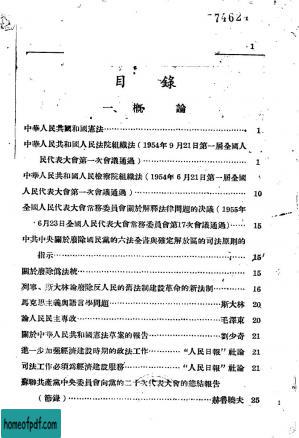 7462
1
目錄
一、概論
中華人民共和國憲法 1
中華人民共和國人民法院組織法（1954年9月21日第一屆全國人
民代表大會第一次會議通過） 1
中華人民共和國人民檢察院組織法（1954年6月21日第一屆全國
人民代表大會第一次會議通過） 10
全國人民代表大會常務委員會關於解釋法律問題的決議（1955年
6月23日全國人民代表大會常務委員會第17次會議通過） 15
中共中央關於廢除國民黨的六法全書與確定解放區的司法原則的
指示 15
關於廢除偽法統 15
列寧、斯大林論廢除反人民的舊法制建設革命的新法制 16
馬克思主義與語言學問題 斯大林 20
論人民民主專政 毛澤東 20
關於中華人民共和國憲法草案的報告 劉少奇 21
進一步加强經濟建設時期的政法工作 “人民日報”社論 21
司法工作必須爲經濟建設服務 “人民日報”社論 21
蘇聯共產黨中央委員會向黨的二十次代表大會的總結報告
（節錄） 赫魯曉夫 25
homeofpdf.com